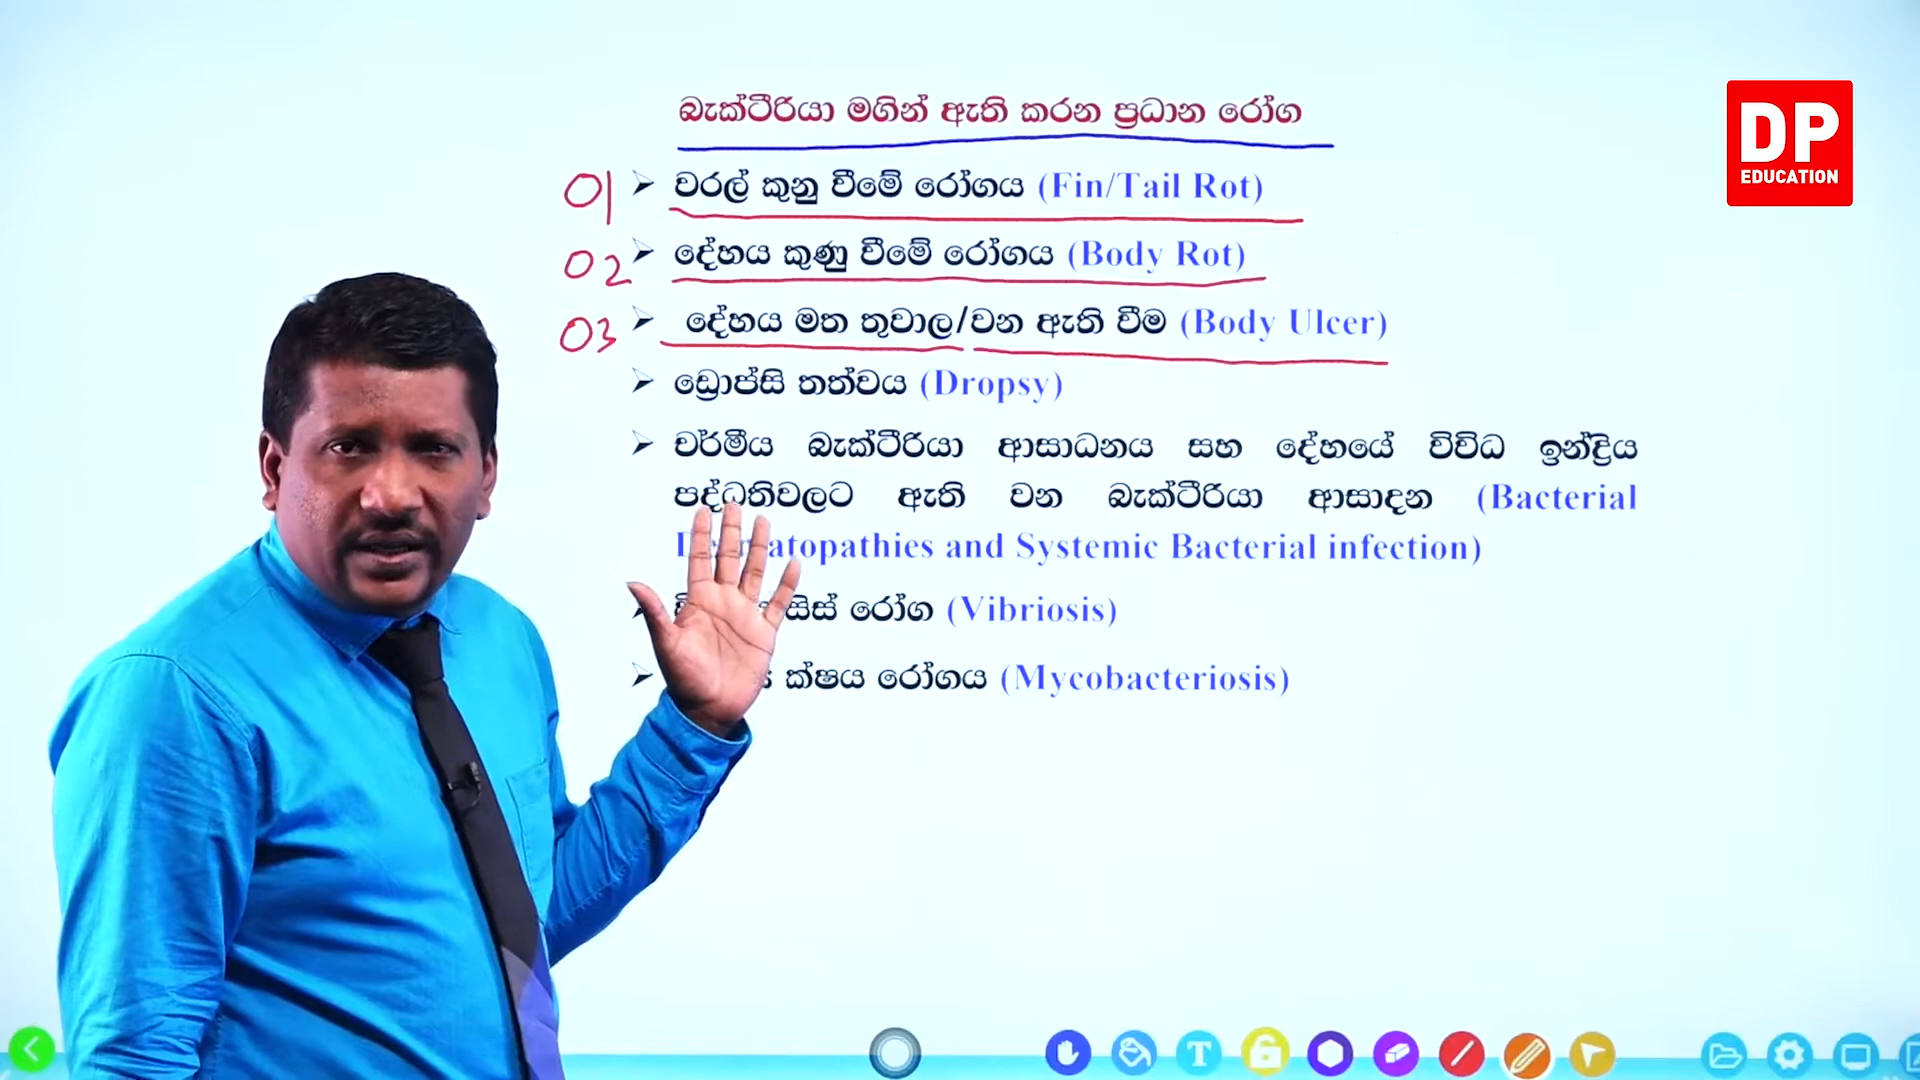 බැක්ටීරියා මගින් ඇති කරන ප්‍රධාන රෝග
DP
EDUCATION
01 ➢ වරල් කුනු වීමේ රෝගය (Fin/Tail Rot)
02 ➢ දේහය කුණු වීමේ රෝගය (Body Rot)
03 ➢ දේහය මත තුවාල/වන ඇති වීම (Body Ulcer)
➢ ඩ්‍රොප්සි තත්වය (Dropsy)
➢ චර්මීය බැක්ටීරියා ආසාධනය සහ දේහයේ විවිධ ඉන්ද්‍රිය
පද්ධතිවලට ඇති වන බැක්ටීරියා ආසාදන (Bacterial
and Systemic Bacterial infection)
➢ රෝග (Vibriosis)
➢ ක්ෂය රෝගය (Mycobacteriosis)